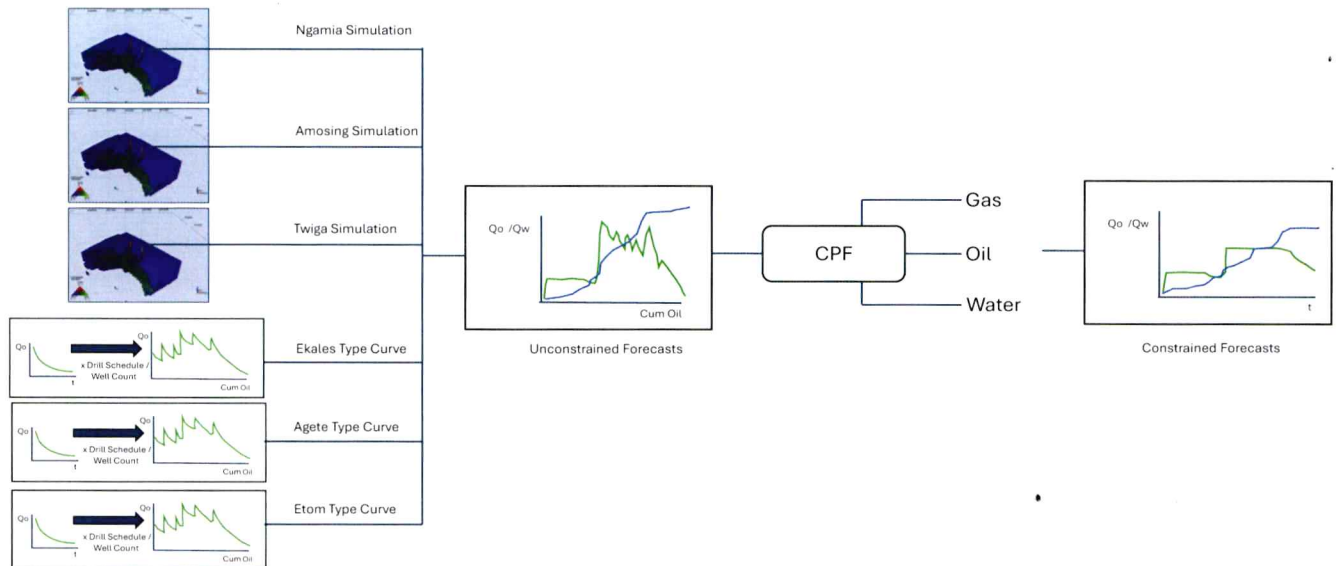 Ngamia Simulation
Amosing Simulation
Twiga Simulation
Qo
t
x Drill Schedule /
Well Count
Qo
Cum Oil
Ekales Type Curve
Qo
t
x Drill Schedule /
Well Count
Qo
Cum Oil
Agete Type Curve
Qo
t
x Drill Schedule /
Well Count
Qo
Cum Oil
Etom Type Curve
Qo /Qw
Cum Oil
Unconstrained Forecasts
CPF
Gas
Oil
Water
Qo /Qw
t
Constrained Forecasts